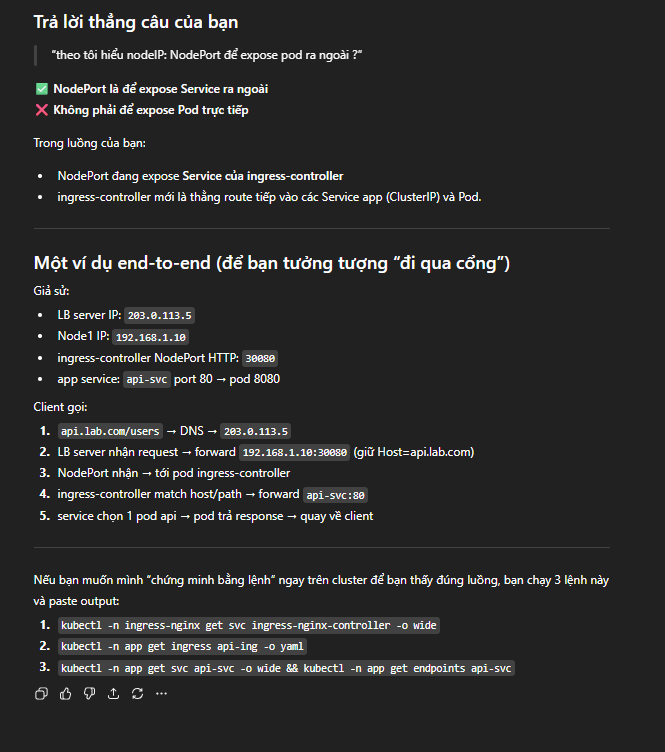 Trả lời thẳng câu của bạn
"theo tôi hiểu nodeIP: NodePort để expose pod ra ngoài ?"
✅ NodePort là để expose Service ra ngoài
❌ Không phải để expose Pod trực tiếp
Trong luồng của bạn:
• NodePort đang expose Service của ingress-controller
• ingress-controller mới là thằng route tiếp vào các Service app (ClusterIP) và Pod.
Một ví dụ end-to-end (để bạn tưởng tượng “đi qua cổng”)
Giả sử:
• LB server IP: 203.0.113.5
• Node1 IP: 192.168.1.10
• ingress-controller NodePort HTTP: 30080
• app service: api-svc port 80 → pod 8080
Client gọi:
1. api.lab.com/users → DNS → 203.0.113.5
2. LB server nhận request → forward 192.168.1.10:30080 (giữ Host=api.lab.com)
3. NodePort nhận → tới pod ingress-controller
4. ingress-controller match host/path → forward api-svc:80
5. service chọn 1 pod api → pod trả response → quay về client
Nếu bạn muốn mình “chứng minh bằng lệnh” ngay trên cluster để bạn thấy đúng luồng, bạn chạy 3 lệnh này
và paste output:
1. kubectl -n ingress-nginx get svc ingress-nginx-controller -o wide
2. kubectl -n app get ingress api-ing -o yaml
3. kubectl -n app get svc api-svc -o wide && kubectl -n app get endpoints api-svc